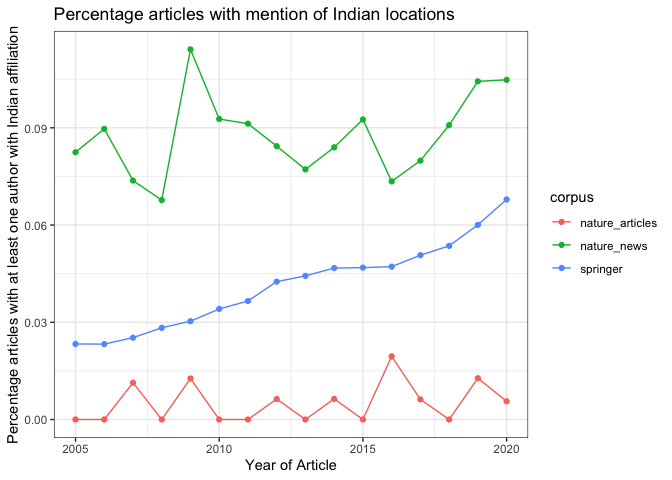 Percentage articles with mention of Indian locations
Percentage articles with at least one author with Indian affiliation
0.09
0.06
0.03
0.00
2005
2010
2015
2020
Year of Article
corpus
nature_articles
nature_news
springer